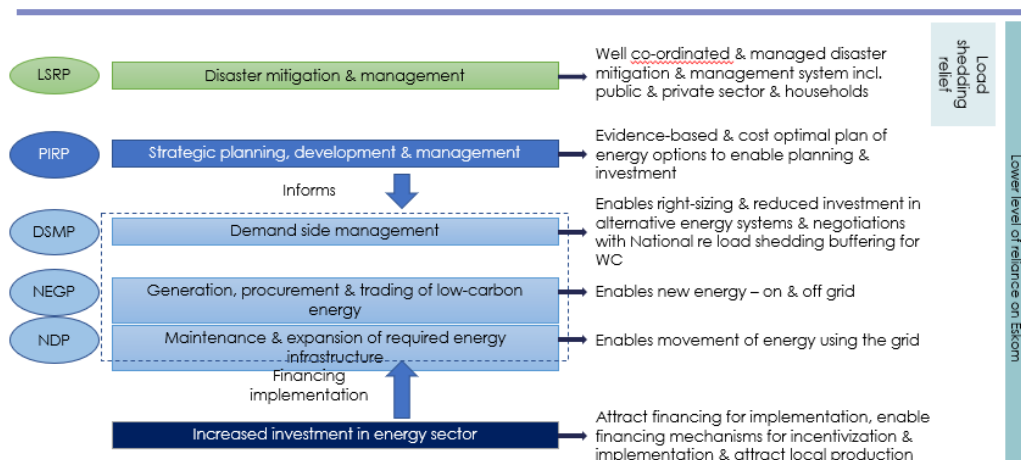 LSRP
Disaster mitigation & management
Well co-ordinated & managed disaster
mitigation & management system incl.
public & private sector & households
Load
shedding
relief
PIRP
Strategic planning, development & management
Evidence-based & cost optimal plan of
energy options to enable planning &
investment
Informs
DSMP
Demand side management
Enables right-sizing & reduced investment in
alternative energy systems & negotiations
with National re load shedding buffering for
WC
NEGP
Generation, procurement & trading of low-carbon
energy
Enables new energy – on & off grid
NDP
Maintenance & expansion of required energy
infrastructure
Enables movement of energy using the grid
Financing
implementation
Increased investment in energy sector
Attract financing for implementation, enable
financing mechanisms for incentivization &
implementation & attract local production
Lower level of reliance on Eskom